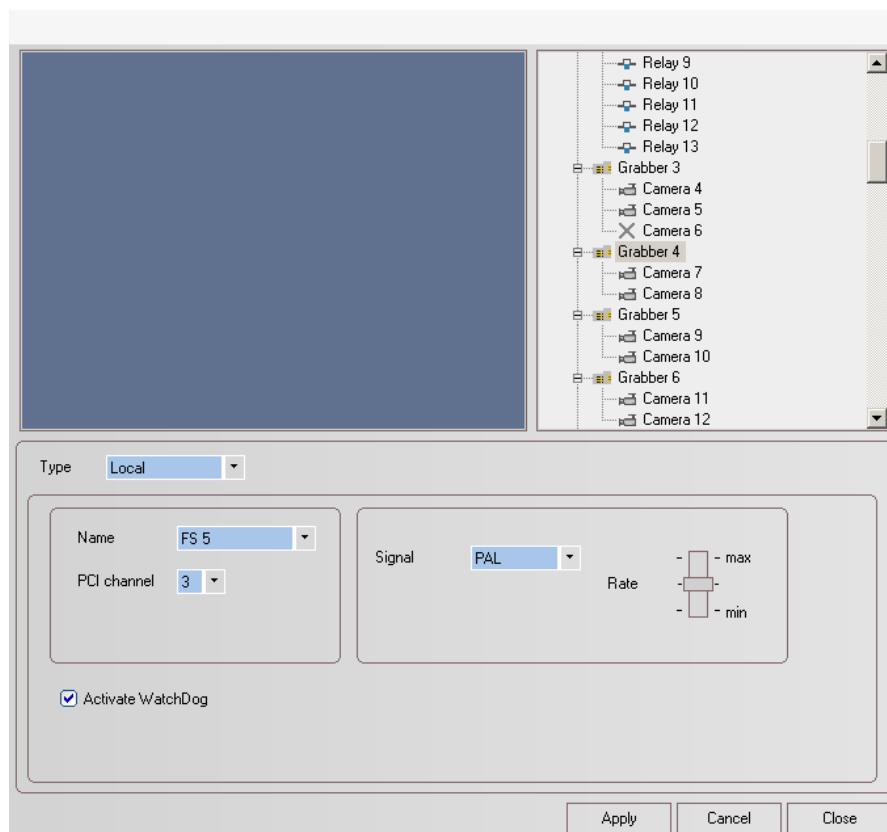 Relay 9
Relay 10
Relay 11
Relay 12
Relay 13
Grabber 3
Camera 4
Camera 5
Camera 6
Grabber 4
Camera 7
Camera 8
Grabber 5
Camera 9
Camera 10
Grabber 6
Camera 11
Camera 12
Type Local
Name FS 5
PCI channel 3
Signal PAL
Rate
max
min
Activate WatchDog
Apply Cancel Close